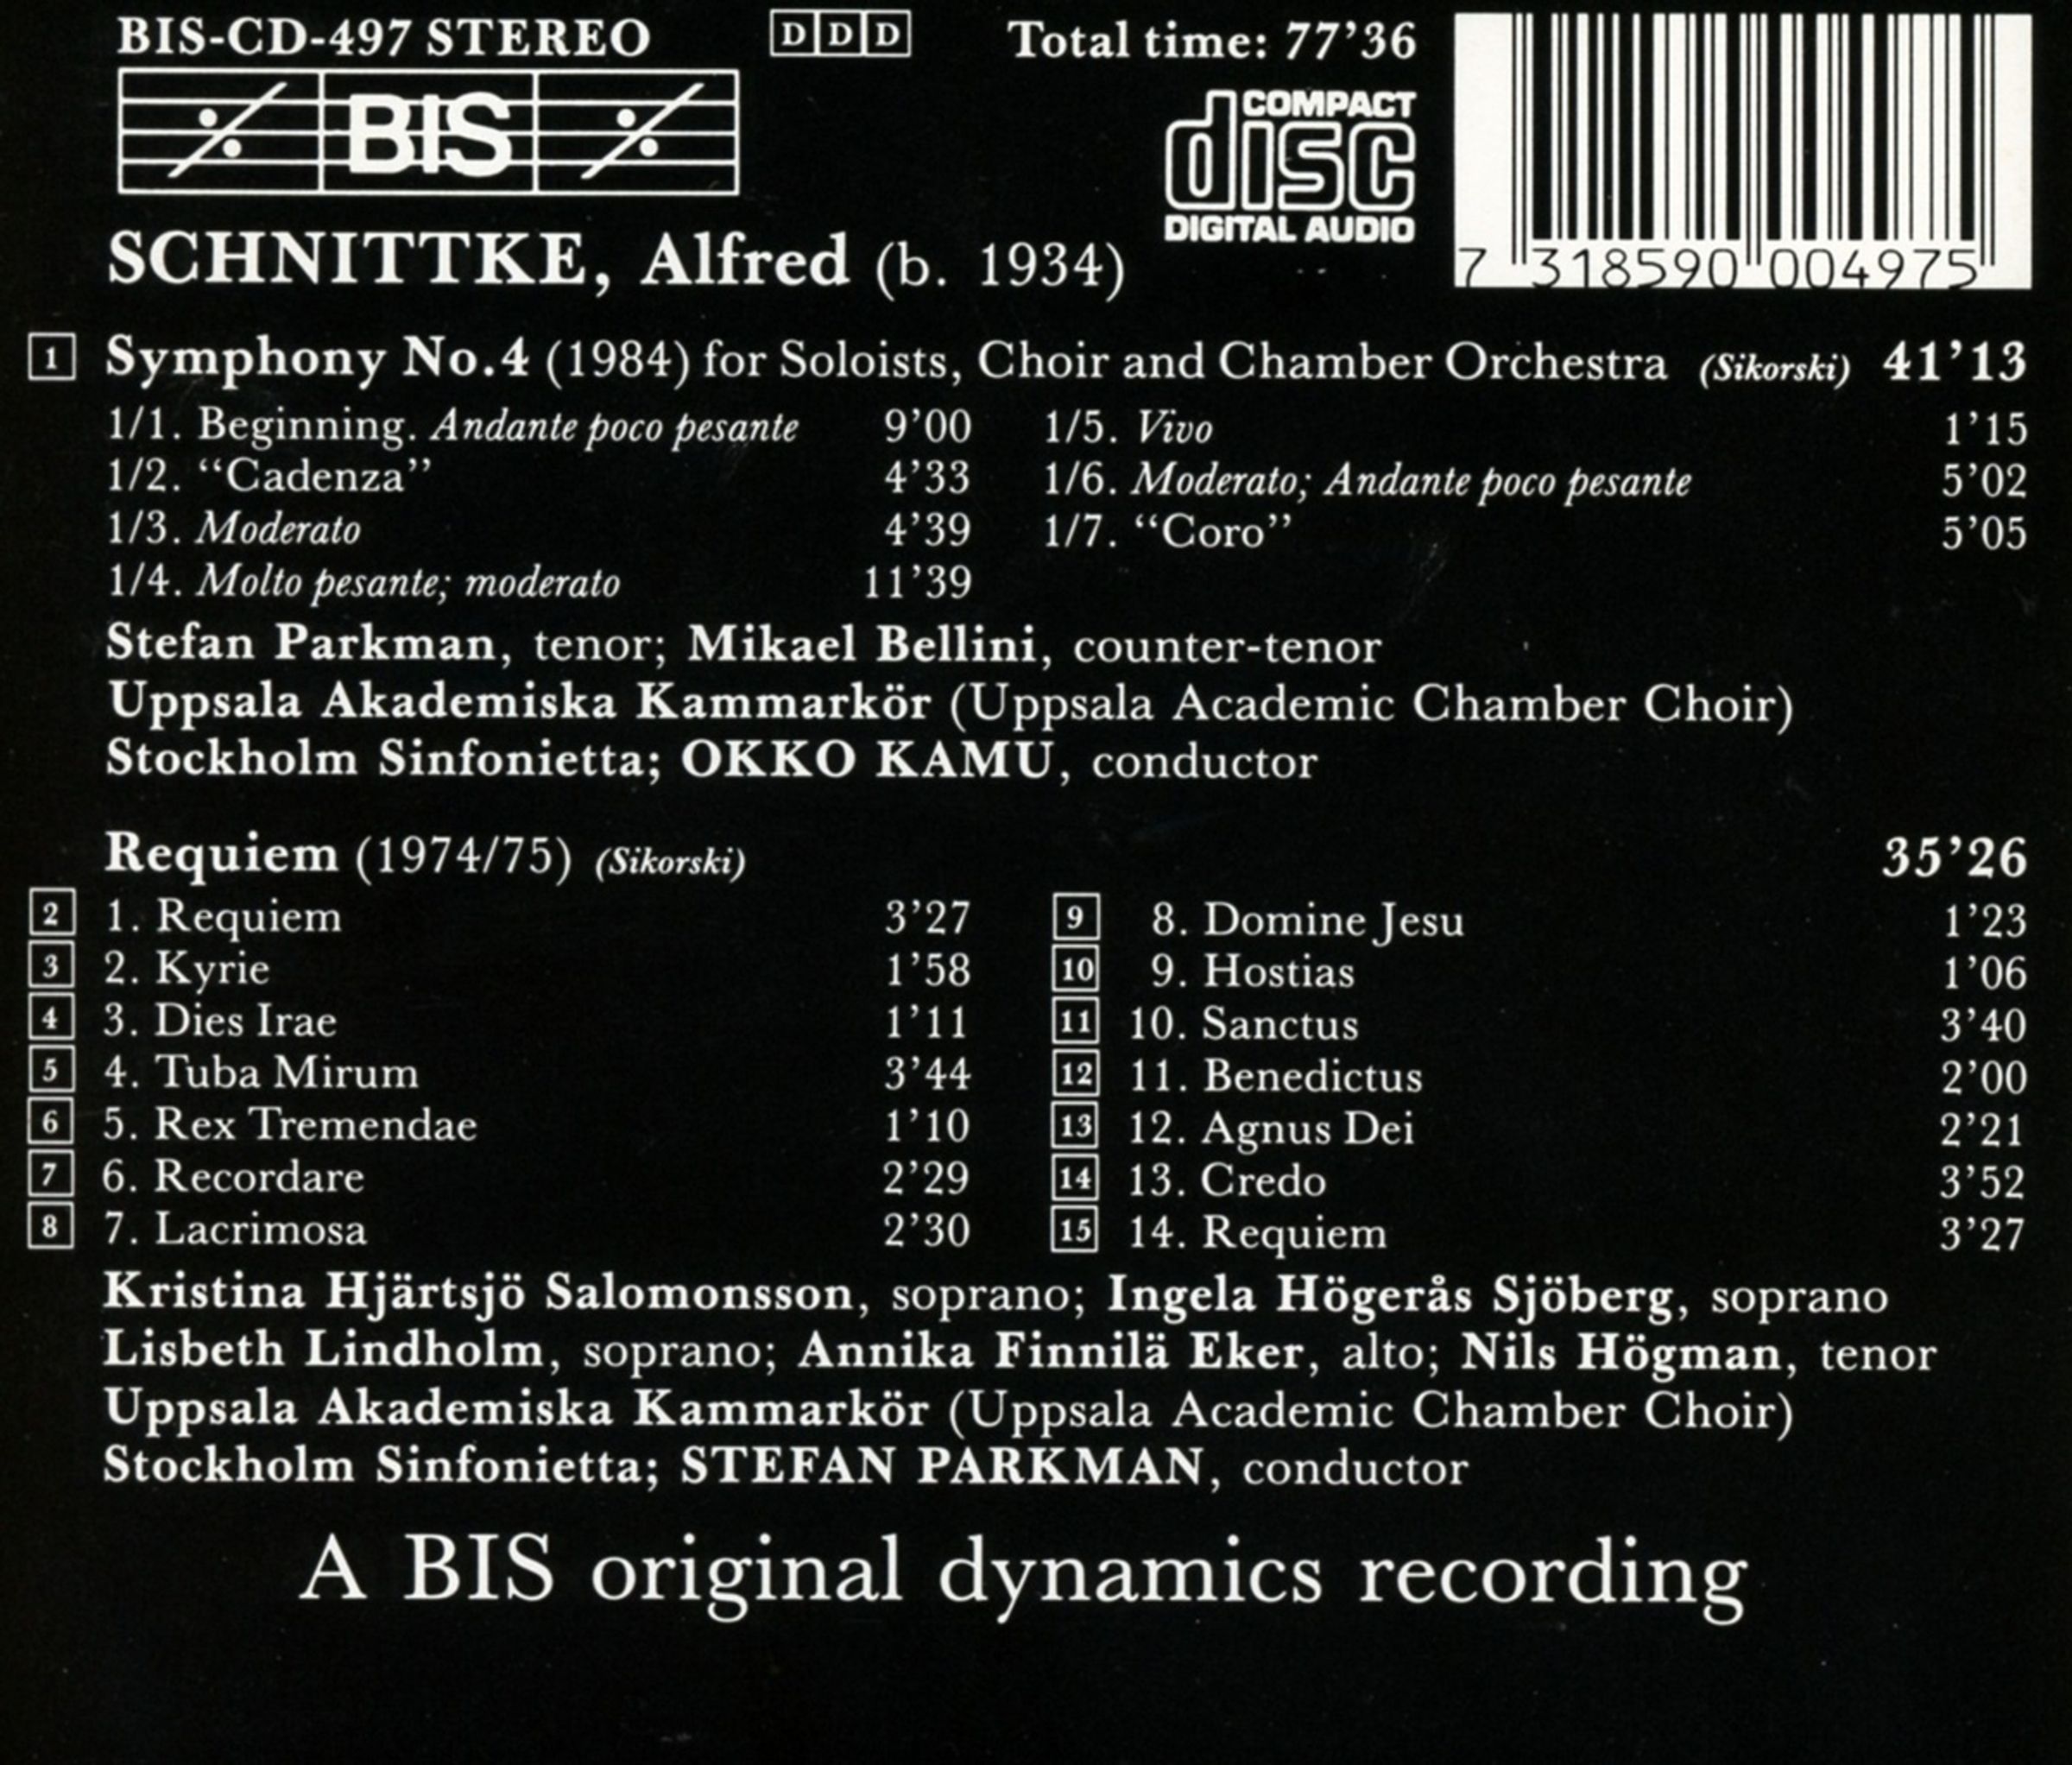 BIS-CD-497 STEREO
D D D
Total time: 77’36
BIS
COMPACT
disc
DIGITAL AUDIO
7 318590 004975
SCHNITTKE, Alfred (b. 1934)
1 Symphony No.4 (1984) for Soloists, Choir and Chamber Orchestra (Sikorski) 41’13
1/1. Beginning. Andante poco pesante 9’00
1/2. “Cadenza” 4’33
1/3. Moderato 4’39
1/4. Molto pesante; moderato 11’39
1/5. Vivo 1’15
1/6. Moderato; Andante poco pesante 5’02
1/7. “Coro” 5’05
Stefan Parkman, tenor; Mikael Bellini, counter-tenor
Uppsala Akademiska Kammarkör (Uppsala Academic Chamber Choir)
Stockholm Sinfonietta; OKKO KAMU, conductor
Requiem (1974/75) (Sikorski) 35’26
2 1. Requiem 3’27
3 2. Kyrie 1’58
4 3. Dies Irae 1’11
5 4. Tuba Mirum 3’44
6 5. Rex Tremendae 1’10
7 6. Recordare 2’29
8 7. Lacrimosa 2’30
9 8. Domine Jesu 1’23
10 9. Hostias 1’06
11 10. Sanctus 3’40
12 11. Benedictus 2’00
13 12. Agnus Dei 2’21
14 13. Credo 3’52
15 14. Requiem 3’27
Kristina Hjärtsjö Salomonsson, soprano; Ingela Högerås Sjöberg, soprano
Lisbeth Lindholm, soprano; Annika Finnilä Eker, alto; Nils Högman, tenor
Uppsala Akademiska Kammarkör (Uppsala Academic Chamber Choir)
Stockholm Sinfonietta; STEFAN PARKMAN, conductor
A BIS original dynamics recording